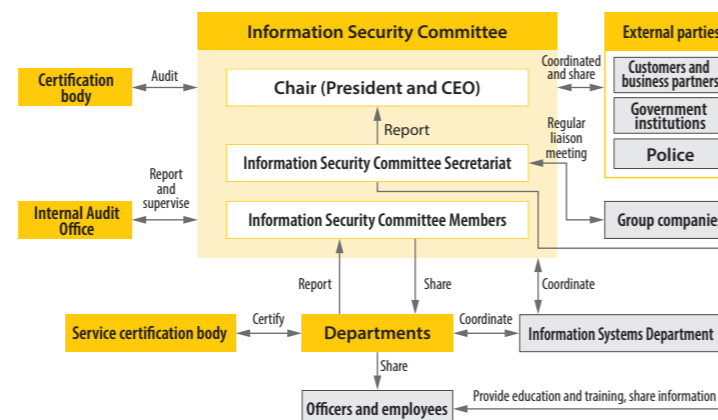 Information Security Committee
External parties
Certification
body
Audit
Chair (President and CEO)
Coordinated
and share
Customers and
business partners
Government
institutions
Police
Report
Regular
liaison
meeting
Information Security Committee Secretariat
Report
and
supervise
Internal Audit
Office
Information Security Committee Members
Group companie
Report
Share
Coordinate
Service certification body
Certify
Departments
Coordinate
Information Systems Department
Share
Officers and employees
Provide education and training, share information